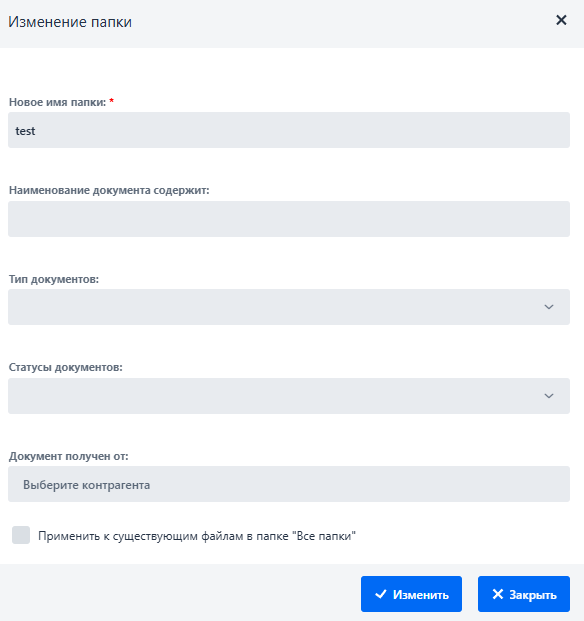 Изменение папки
Новое имя папки: *
test
Наименование документа содержит:
Тип документов:
Статусы документов:
Документ получен от:
Выберите контрагента
Применить к существующим файлам в папке "Все папки"
Изменить
Закрыть